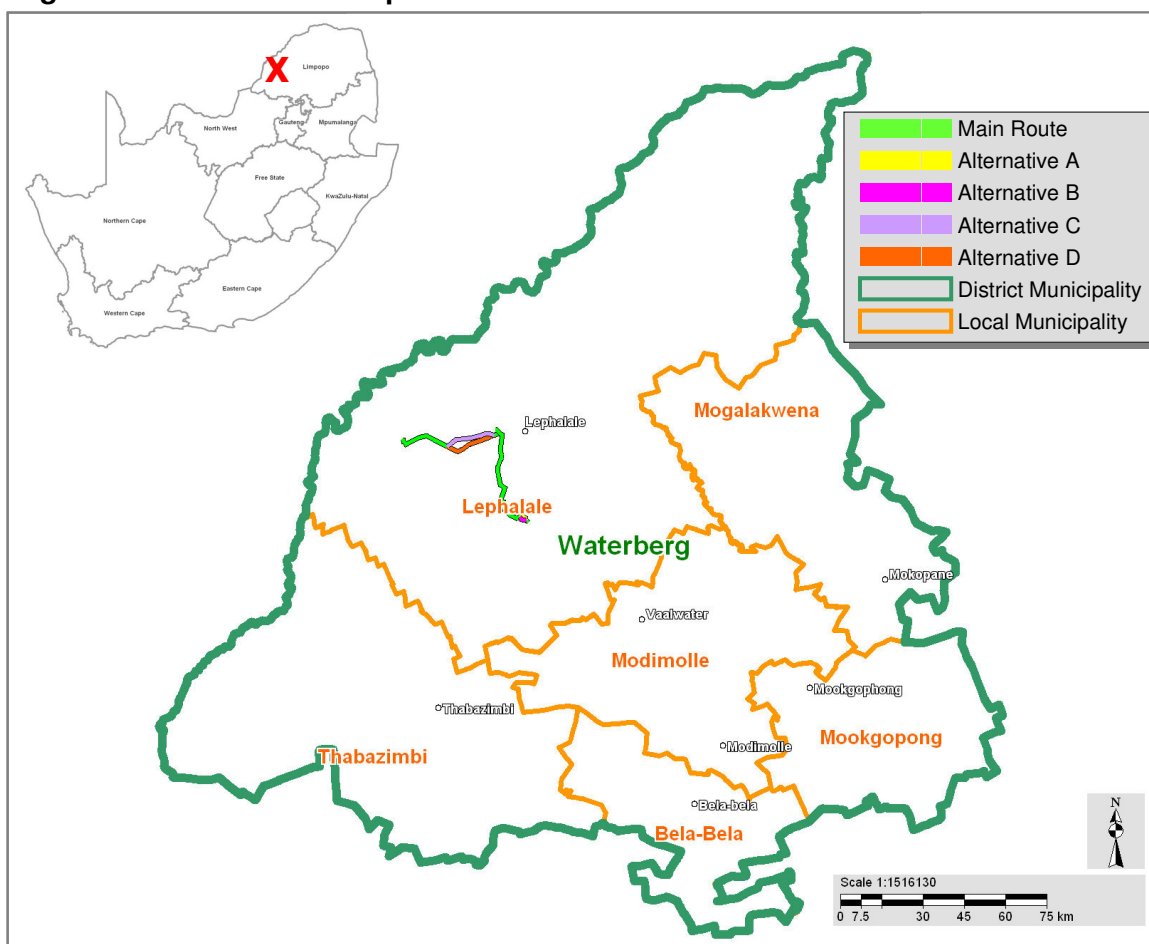 X
Limpopo
North West
Gauteng
Mpumalanga
Free State
KwaZulu-Natal
Northern Cape
Eastern Cape
Western Cape
Main Route
Alternative A
Alternative B
Alternative C
Alternative D
District Municipality
Local Municipality
Mogalakwena
Lephalale
Lephalale
Waterberg
Mokopane
Vaalwater
Modimolle
Mookgophong
Thabazimbi
Mookgopong
Modimolle
Thabazimbi
Bela-bela
Bela-Bela
N
Scale 1:1516130
0 7.5 30 45 60 75 km